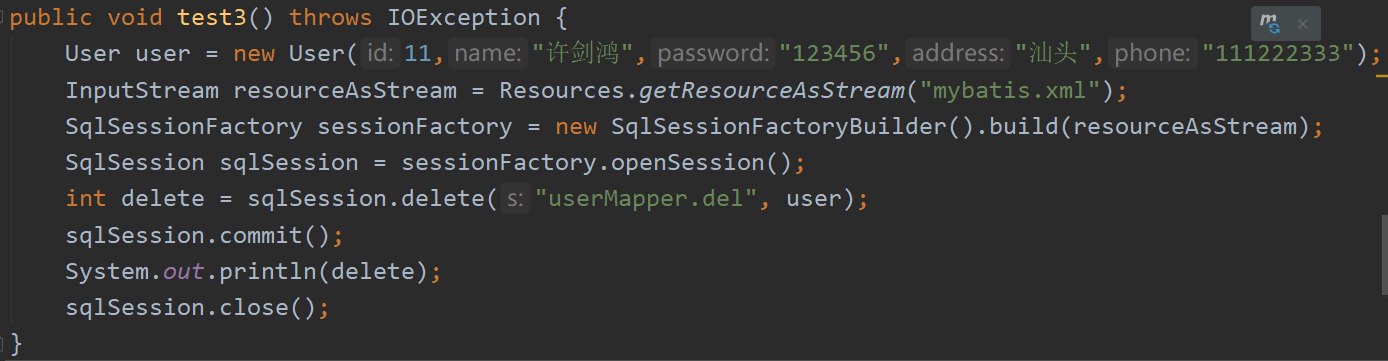 public void test3() throws IOException {
    User user = new User( id: 11, name: "许剑鸿", password: "123456", address: "汕头", phone: "111222333");
    InputStream resourceAsStream = Resources.getResourceAsStream("mybatis.xml");
    SqlSessionFactory sessionFactory = new SqlSessionFactoryBuilder().build(resourceAsStream);
    SqlSession sqlSession = sessionFactory.openSession();
    int delete = sqlSession.delete( s: "userMapper.del", user);
    sqlSession.commit();
    System.out.println(delete);
    sqlSession.close();
}
m